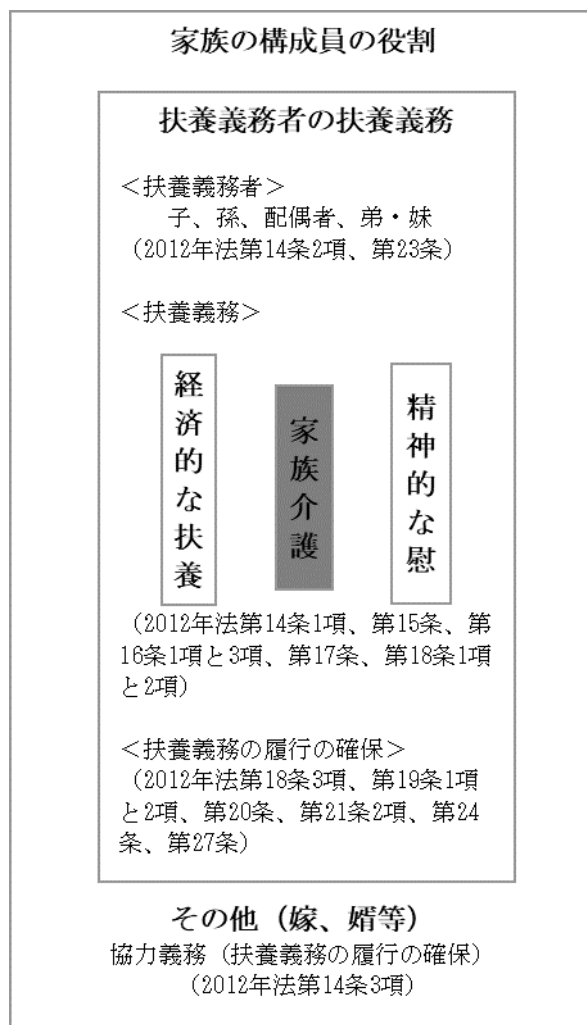 家族の構成員の役割
扶養義務者の扶養義務
＜扶養義務者＞
子、孫、配偶者、弟・妹
（2012年法第14条2項、第23条）
＜扶養義務＞
経済的な扶養
家族介護
精神的な慰
（2012年法第14条1項、第15条、第
16条1項と3項、第17条、第18条1項
と2項）
＜扶養義務の履行の確保＞
（2012年法第18条3項、第19条1項
と2項、第20条、第21条2項、第24
条、第27条）
その他（嫁、婿等）
協力義務（扶養義務の履行の確保）
（2012年法第14条3項）